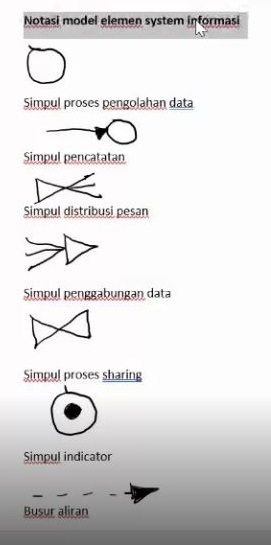 Notasi model elemen system informasi
Simpul proses pengolahan data
Simpul pencatatan
Simpul distribusi pesan
Simpul penggabungan data
Simpul proses sharing
Simpul indicator
Busur aliran